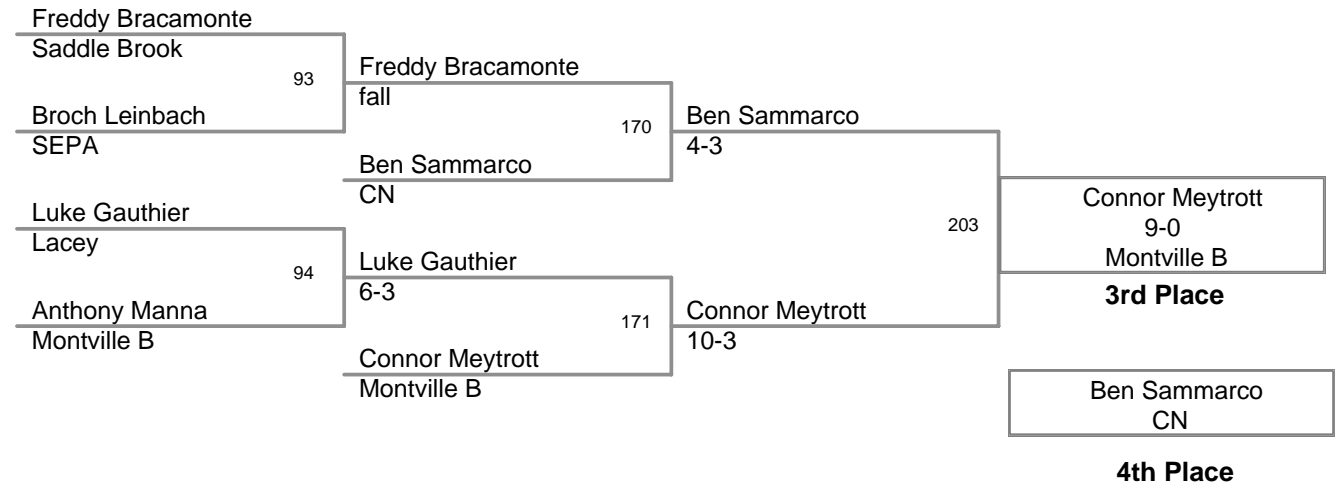 Freddy Bracamonte
Saddle Brook
93
Broch Leinbach
SEPA
Freddy Bracamonte
fall
170
Ben Sammarco
CN
Luke Gauthier
Lacey
94
Anthony Manna
Montville B
Luke Gauthier
6-3
171
Connor Meytrott
Montville B
Ben Sammarco
4-3
203
Connor Meytrott
10-3
Connor Meytrott
9-0
Montville B
3rd Place
Ben Sammarco
CN
4th Place